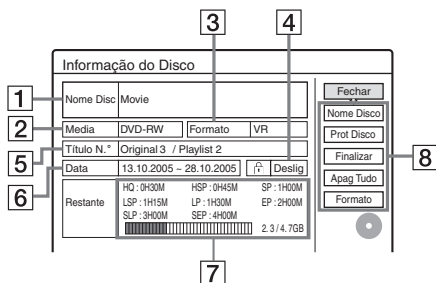 3
4
Informação do Disco
1
Nome Disc Movie
Fechar
Nome Disco
2
Media DVD-RW Formato VR
Prot Disco
5
Título N.° Original 3 / Playlist 2
Finalizar
8
6
Data 13.10.2005 ~ 28.10.2005 Deslig
Apag Tudo
Restante
HQ : 0H30M HSP : 0H45M SP : 1H00M
LSP : 1H15M LP : 1H30M EP : 2H00M
SLP : 3H00M SEP : 4H00M
Formato
2. 3 / 4. 7GB
7